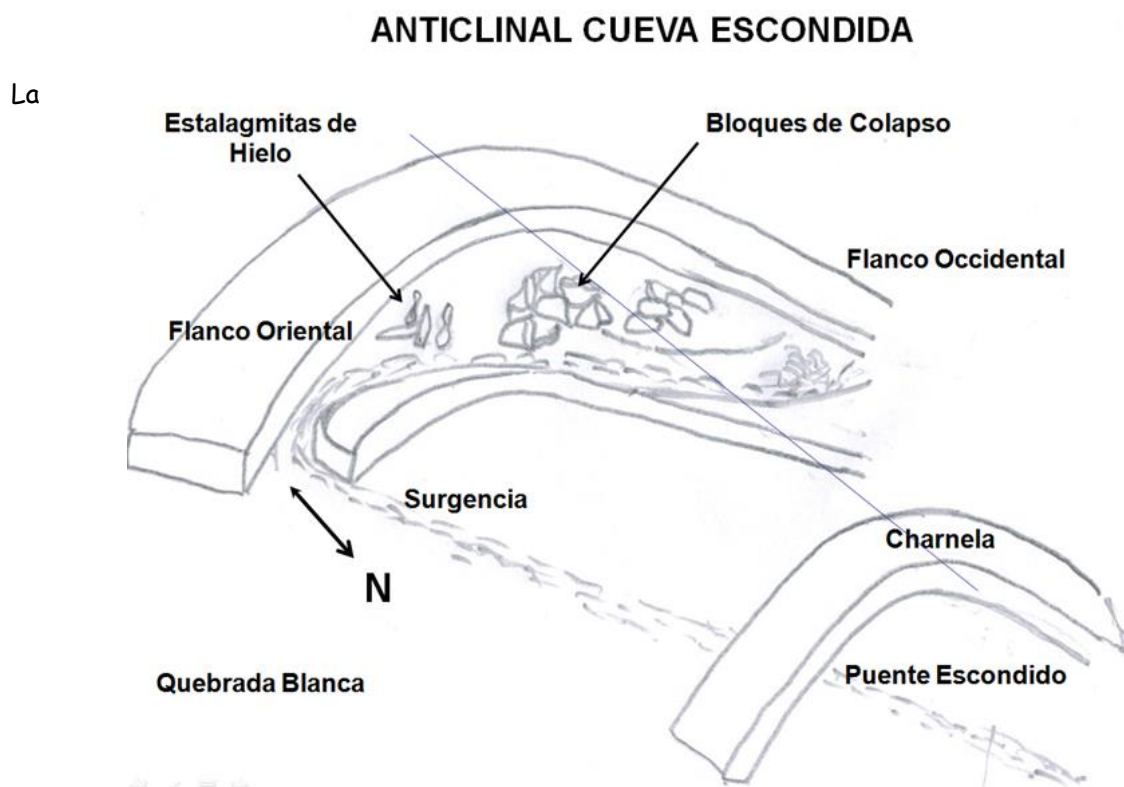 ANTICLINAL CUEVA ESCONDIDA
La
Estalagmitas de
Hielo
Bloques de Colapso
Flanco Occidental
Flanco Oriental
Surgencia
Charnela
N
Quebrada Blanca
Puente Escondido